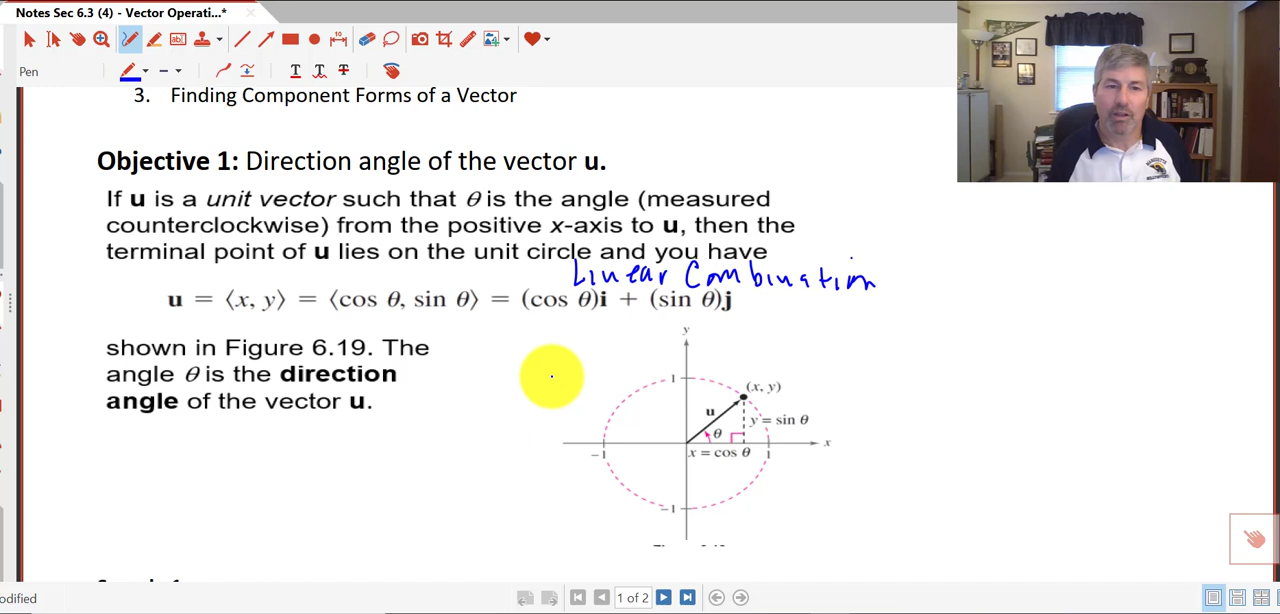 Notes Sec 6.3 (4) - Vector Operati...*
Pen
3. Finding Component Forms of a Vector
Objective 1: Direction angle of the vector u.
If u is a unit vector such that θ is the angle (measured
counterclockwise) from the positive x-axis to u, then the
terminal point of u lies on the unit circle and you have
Linear Combination
u = ⟨x, y⟩ = ⟨cos θ, sin θ⟩ = (cos θ)i + (sin θ)j
shown in Figure 6.19. The
angle θ is the direction
angle of the vector u.
y
1
(x, y)
u
y = sin θ
θ
x
−1
x = cos θ
1
−1
odified
1 of 2